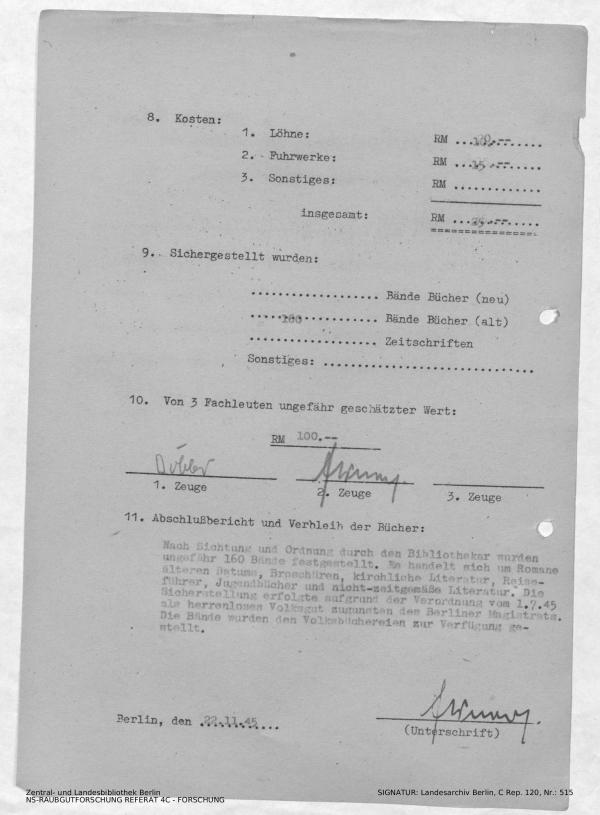 8. Kosten:
1. Löhne: RM
2. Fuhrwerke: RM 15.--
3. Sonstiges: RM ............
insgesamt: RM
9. Sichergestellt wurden:
.................. Bände Bücher (neu)
160 Bände Bücher (alt)
.................. Zeitschriften
Sonstiges: ..............................
10. Von 3 Fachleuten ungefähr geschätzter Wert:
RM 100.--
1. Zeuge 2. Zeuge 3. Zeuge
11. Abschlußbericht und Verbleib der Bücher:
Nach Sichtung und Ordnung durch den Bibliothekar wurden
ungefähr 160 Bände festgestellt. Es handelt sich um Romane
älteren Datums, Broschüren, kirchliche Literatur, Reise-
führer, Jugendbücher und nicht-zeitgemäße Literatur. Die
Sicherstellung erfolgte aufgrund der Verordnung vom 1.7.45
als herrenloses Volksgut zugunsten des Berliner Magistrats.
Die Bände wurden den Volksbüchereien zur Verfügung ge-
stellt.
Berlin, den 22.11.45
(Unterschrift)
Zentral- und Landesbibliothek Berlin
NS-RAUBGUTFORSCHUNG REFERAT 4C - FORSCHUNG
SIGNATUR: Landesarchiv Berlin, C Rep. 120, Nr.: 515